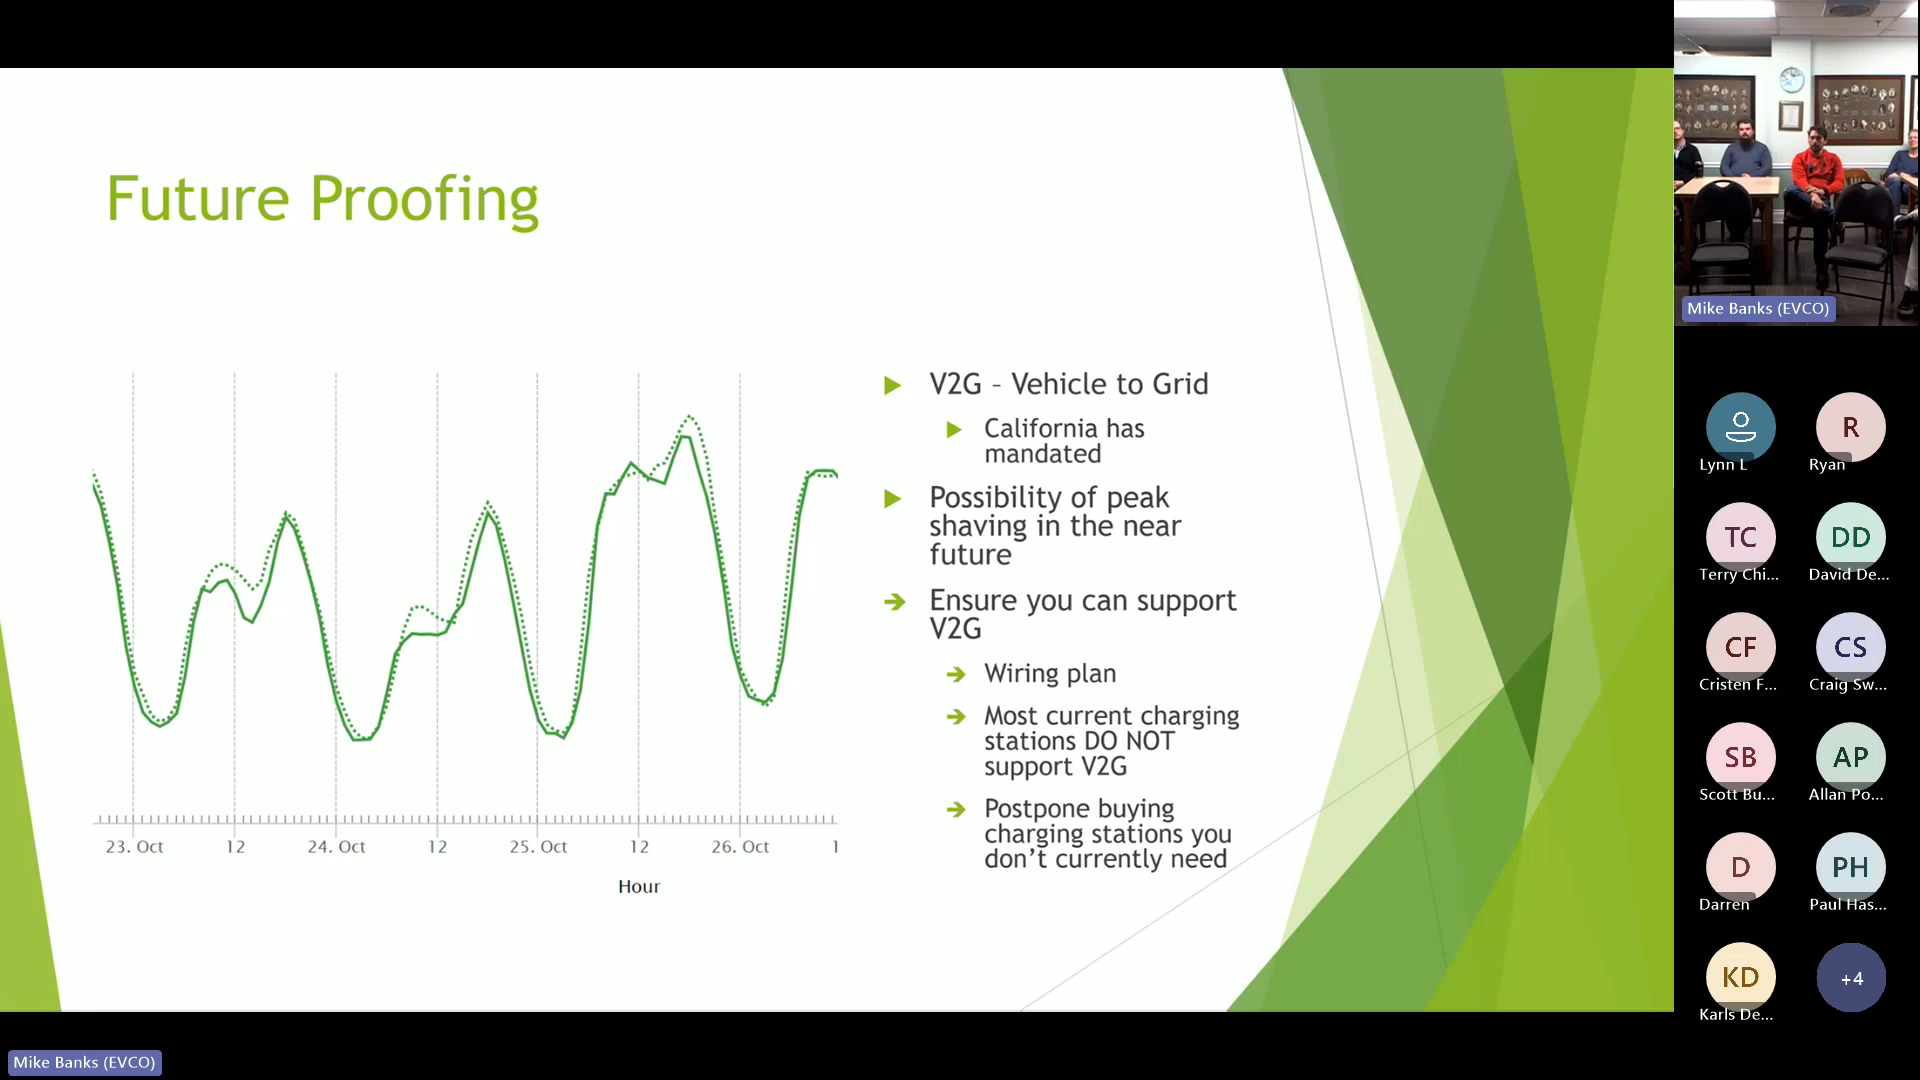 Future Proofing
V2G – Vehicle to Grid
California has
mandated
Possibility of peak
shaving in the near
future
Ensure you can support
V2G
Wiring plan
Most current charging
stations DO NOT
support V2G
Postpone buying
charging stations you
don't currently need
23. Oct 12 24. Oct 12 25. Oct 12 26. Oct 1
Hour
Mike Banks (EVCO)
Mike Banks (EVCO)
R
Lynn L Ryan
TC DD
Terry Chi... David De...
CF CS
Cristen F... Craig Sw...
SB AP
Scott Bu... Allan Po...
D PH
Darren Paul Has...
KD +4
Karls De...